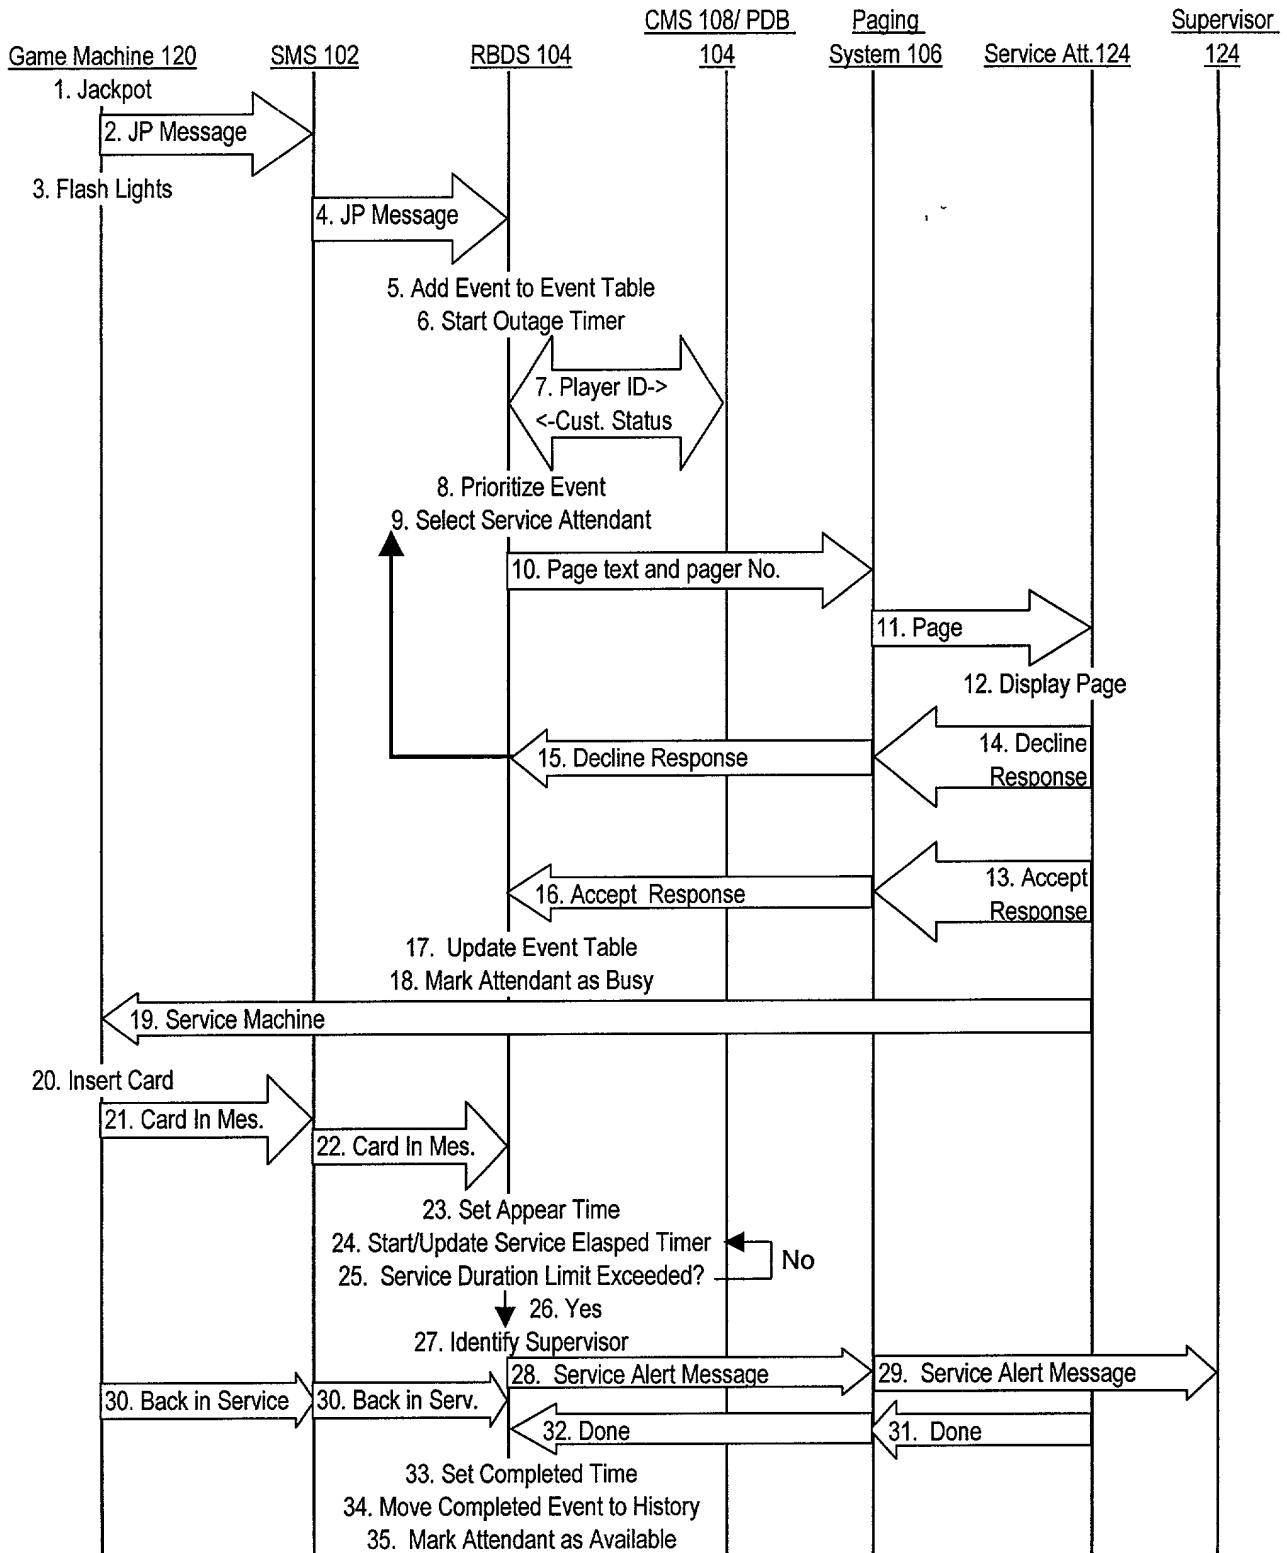 CMS 108/ PDB Paging Supervisor
Game Machine 120 SMS 102 RBDS 104 104 System 106 Service Att.124 124
1. Jackpot
2. JP Message
3. Flash Lights
4. JP Message
5. Add Event to Event Table
6. Start Outage Timer
7. Player ID->
<-Cust. Status
8. Prioritize Event
9. Select Service Attendant
10. Page text and pager No.
11. Page
12. Display Page
15. Decline Response
14. Decline
Response
16. Accept Response
13. Accept
Response
17. Update Event Table
18. Mark Attendant as Busy
19. Service Machine
20. Insert Card
21. Card In Mes.
22. Card In Mes.
23. Set Appear Time
24. Start/Update Service Elasped Timer
No
25. Service Duration Limit Exceeded?
26. Yes
27. Identify Supervisor
28. Service Alert Message 29. Service Alert Message
30. Back in Service 30. Back in Serv.
32. Done 31. Done
33. Set Completed Time
34. Move Completed Event to History
35. Mark Attendant as Available